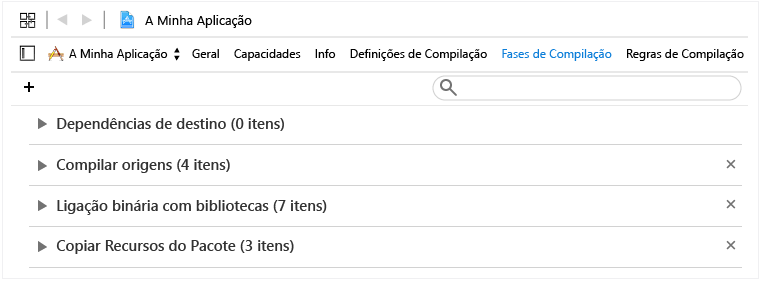 A Minha Aplicação
A Minha Aplicação Geral Capacidades Info Definições de Compilação Fases de Compilação Regras de Compilação
Dependências de destino (0 itens)
Compilar origens (4 itens)
Ligação binária com bibliotecas (7 itens)
Copiar Recursos do Pacote (3 itens)